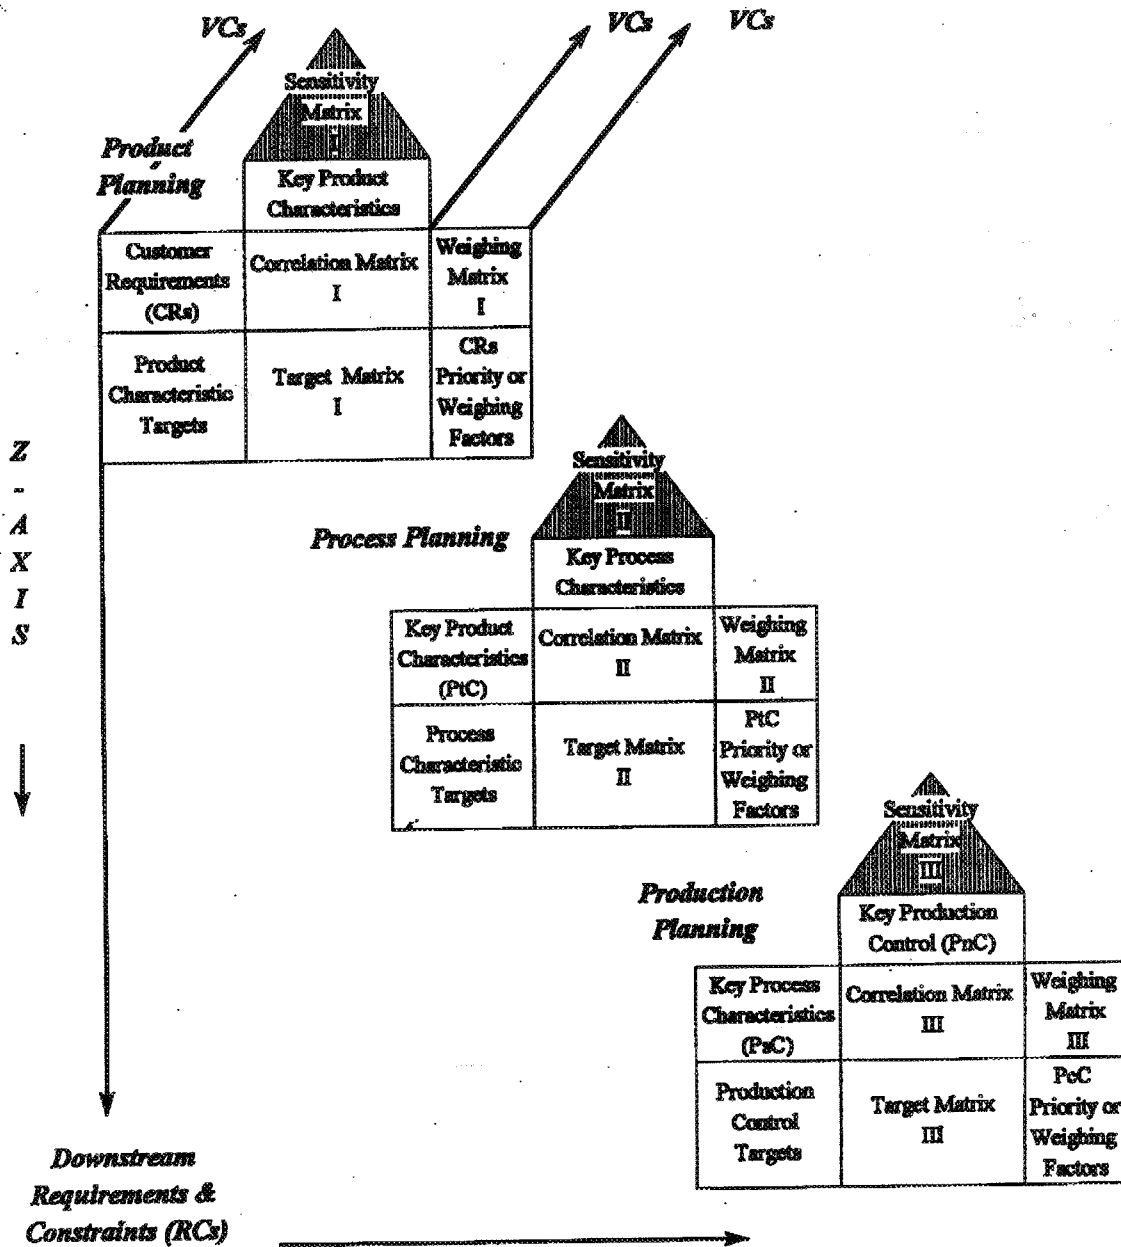 VCs
VCs
VCs
Sensitivity
Matrix
I
Product
Planning
Key Product
Characteristics
Customer
Requirements
(CRs)
Correlation Matrix
I
Weighing
Matrix
I
Product
Characteristic
Targets
Target Matrix
I
CRs
Priority or
Weighing
Factors
Z
-
A
X
I
S
Sensitivity
Matrix
II
Process Planning
Key Process
Characteristics
Key Product
Characteristics
(PtC)
Correlation Matrix
II
Weighing
Matrix
II
Process
Characteristic
Targets
Target Matrix
II
PtC
Priority or
Weighing
Factors
Sensitivity
Matrix
III
Production
Planning
Key Production
Control (PnC)
Key Process
Characteristics
(PsC)
Correlation Matrix
III
Weighing
Matrix
III
Production
Control
Targets
Target Matrix
III
PcC
Priority or
Weighing
Factors
Downstream
Requirements &
Constraints (RCs)